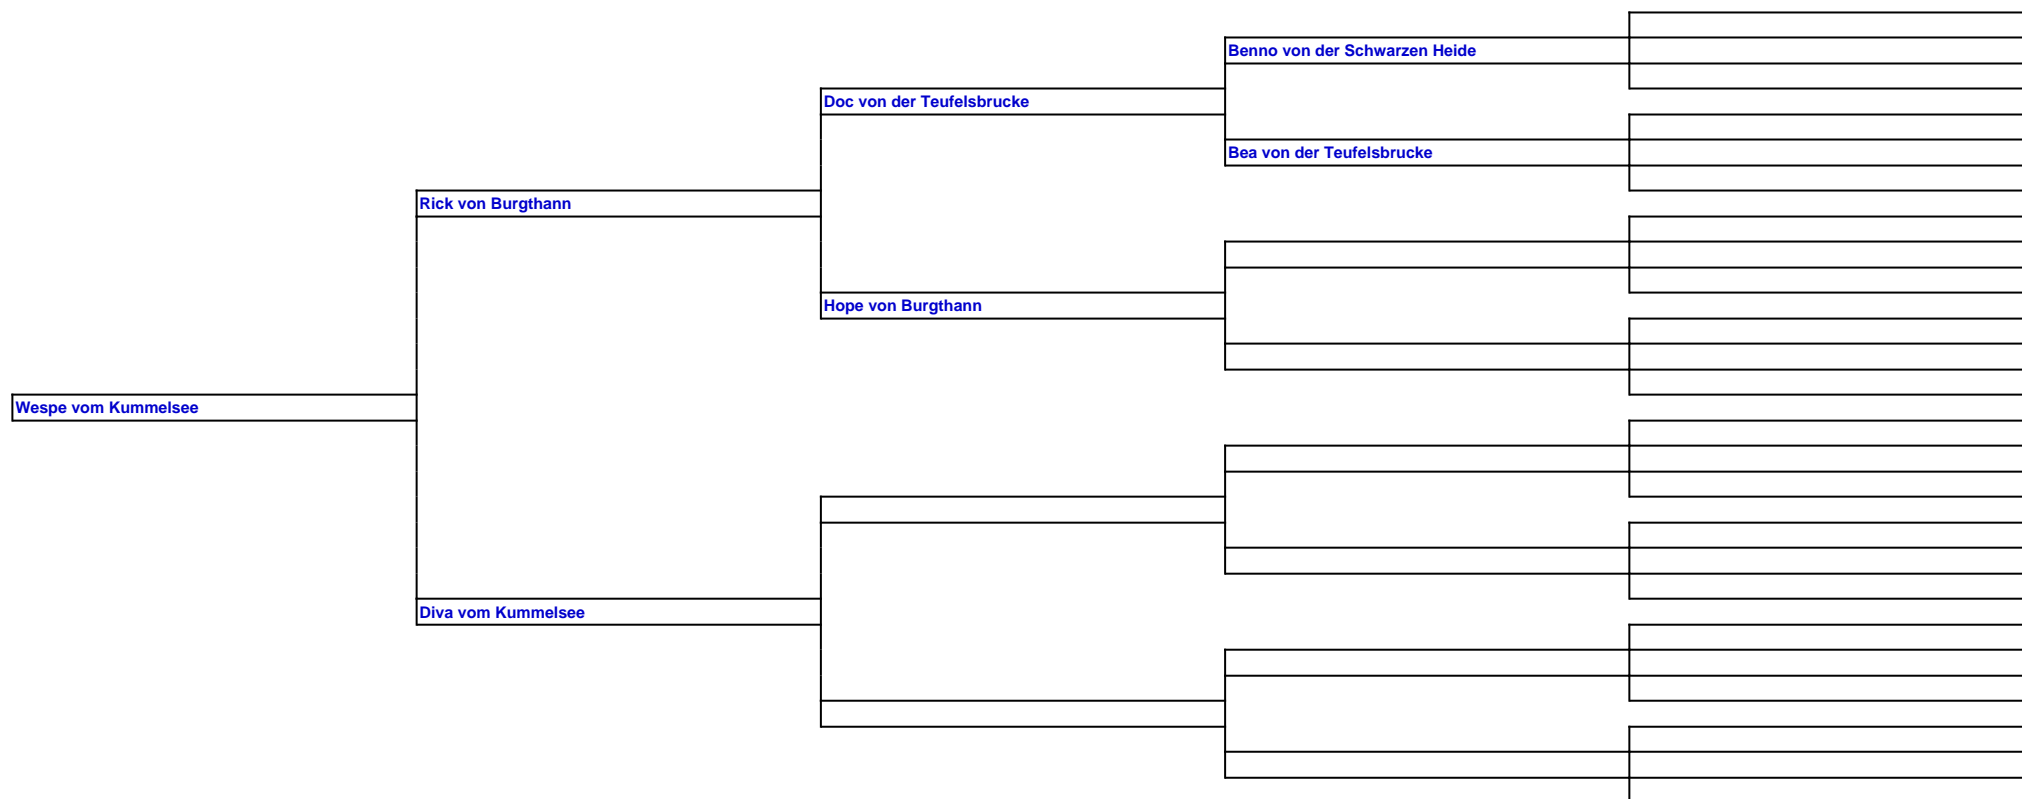 Benno von der Schwarzen Heide
Doc von der Teufelsbrucke
Bea von der Teufelsbrucke
Rick von Burgthann
Hope von Burgthann
Wespe vom Kummelsee
Diva vom Kummelsee